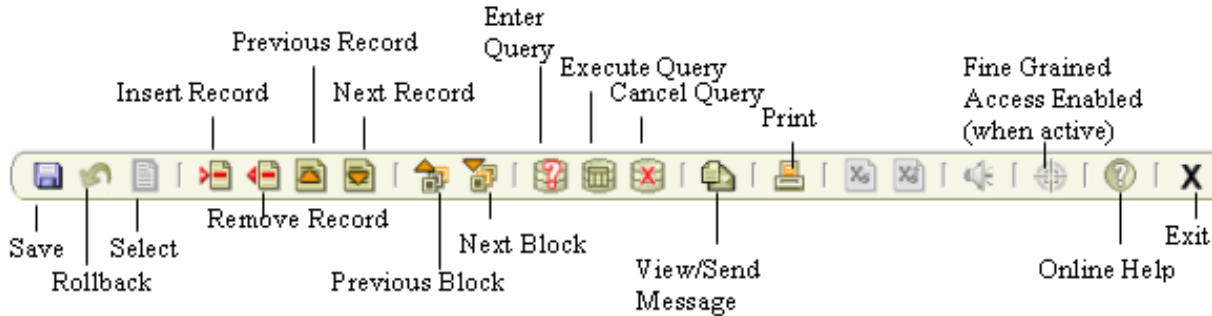 Enter
Query
Previous Record
Execute Query
Fine Grained
Access Enabled
(when active)
Insert Record
Next Record
Cancel Query
Print
X
Remove Record
Save
Select
Next Block
Exit
Rollback
Previous Block
View/Send
Message
Online Help